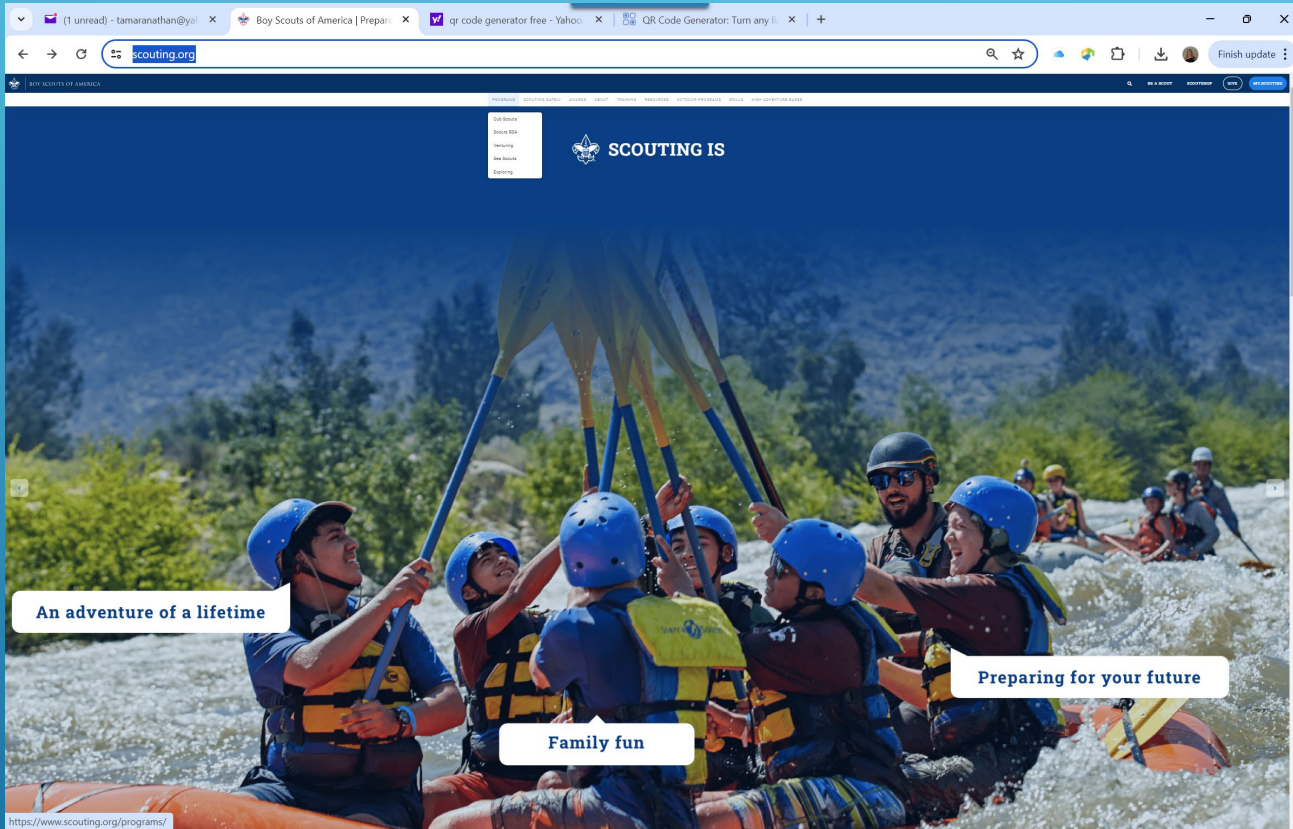 (1 unread) - tamaranathan@yal
Boy Scouts of America | Prepare
qr code generator free - Yahoo
QR Code Generator: Turn any li
scouting.org
Finish update
BOY SCOUTS OF AMERICA
BE A SCOUT SCOUTSHOP GIVE MY.SCOUTING
PROGRAMS SCOUTING SAFELY AWARDS ABOUT TRAINING RESOURCES OUTDOOR PROGRAMS SKILLS HIGH ADVENTURE BASES
Cub Scouts
Scouts BSA
Venturing
Sea Scouts
Exploring
SCOUTING IS
An adventure of a lifetime
Preparing for your future
Family fun
https://www.scouting.org/programs/